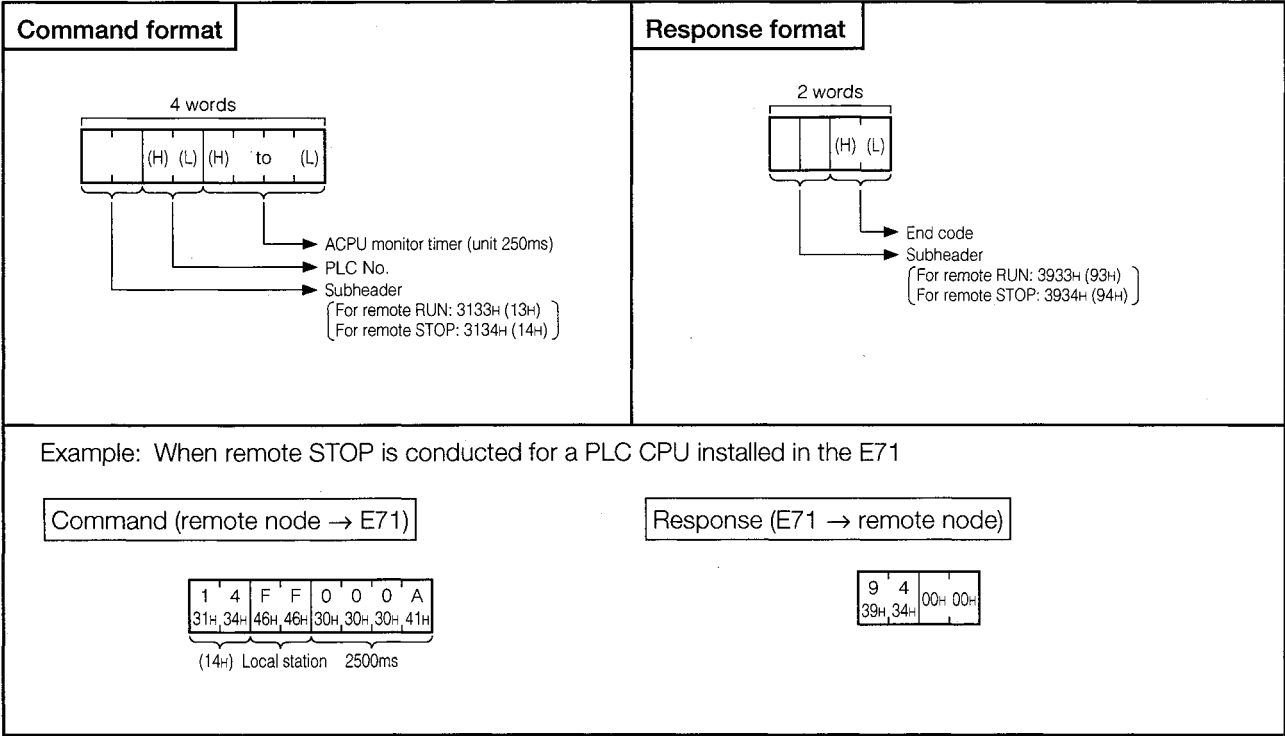 Command format
4 words
(H) (L) (H) to (L)
ACPU monitor timer (unit 250ms)
PLC No.
Subheader
For remote RUN: 3133H (13H)
For remote STOP: 3134H (14H)
Response format
2 words
(H) (L)
End code
Subheader
For remote RUN: 3933H (93H)
For remote STOP: 3934H (94H)
Example: When remote STOP is conducted for a PLC CPU installed in the E71
Command (remote node → E71)
1 4 F F 0 0 0 A
31H 34H 46H 46H 30H 30H 30H 41H
(14H) Local station 2500ms
Response (E71 → remote node)
9 4
39H 34H 00H 00H